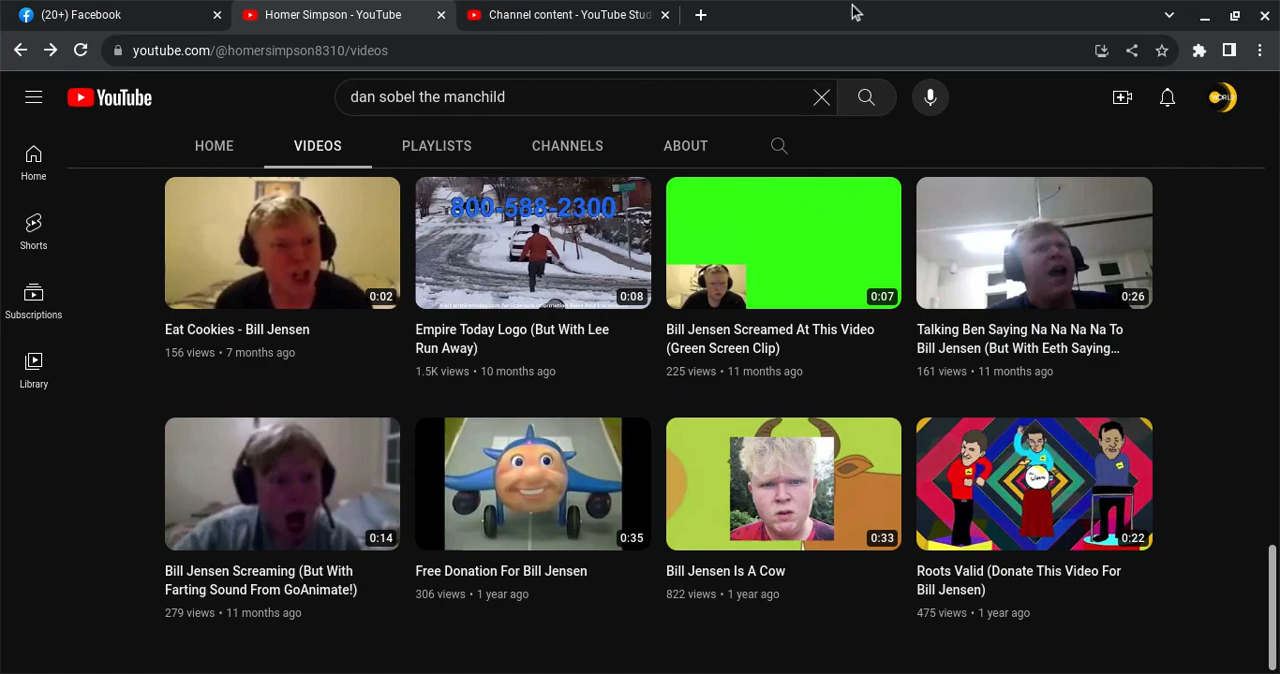 (20+) Facebook
Homer Simpson - YouTube
Channel content - YouTube Stud
youtube.com/@homersimpson8310/videos
YouTube
dan sobel the manchild
WORLD
HOME
VIDEOS
PLAYLISTS
CHANNELS
ABOUT
Home
Shorts
Subscriptions
Library
0:02
800-588-2300
0:08
0:07
0:26
Eat Cookies - Bill Jensen
156 views • 7 months ago
Empire Today Logo (But With Lee
Run Away)
1.5K views • 10 months ago
Bill Jensen Screamed At This Video
(Green Screen Clip)
225 views • 11 months ago
Talking Ben Saying Na Na Na Na To
Bill Jensen (But With Eeth Saying...
161 views • 11 months ago
0:14
0:35
0:33
0:22
Bill Jensen Screaming (But With
Farting Sound From GoAnimate!)
279 views • 11 months ago
Free Donation For Bill Jensen
306 views • 1 year ago
Bill Jensen Is A Cow
822 views • 1 year ago
Roots Valid (Donate This Video For
Bill Jensen)
475 views • 1 year ago